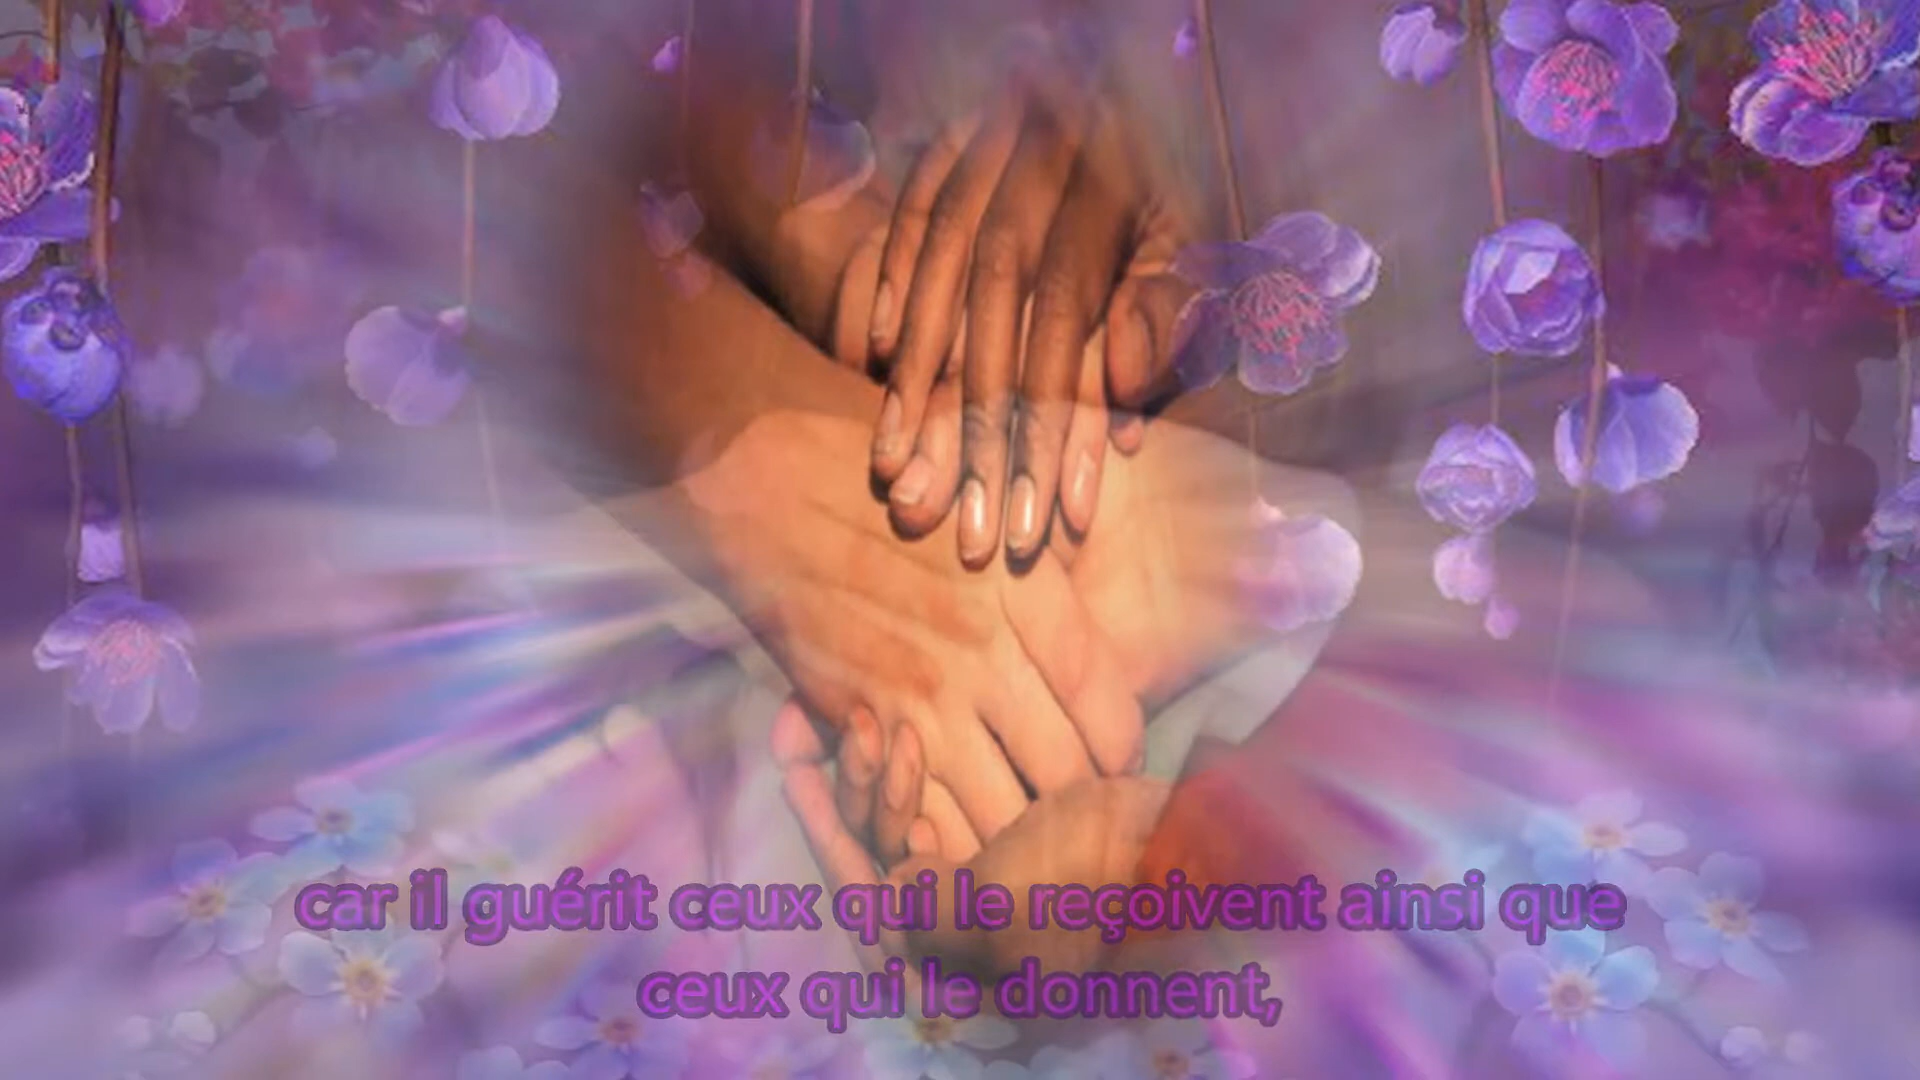 car il guérit ceux qui le reçoivent ainsi que
ceux qui le donnent,